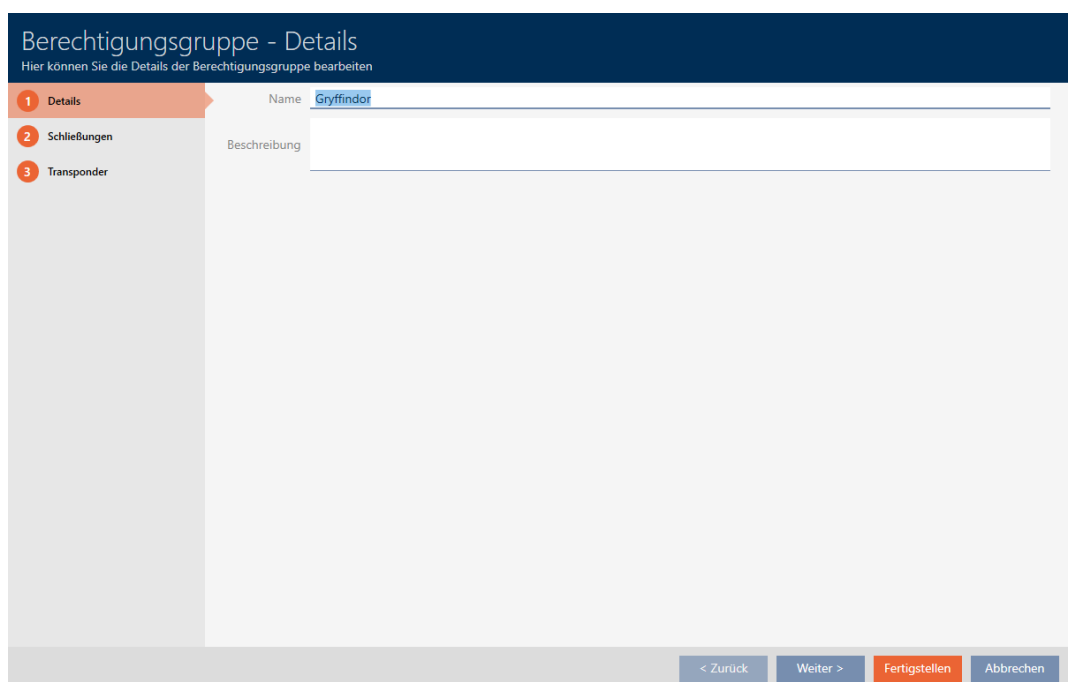 Berechtigungsgruppe - Details
Hier können Sie die Details der Berechtigungsgruppe bearbeiten
1 Details
2 Schließungen
3 Transponder
Name Gryffindor
Beschreibung
< Zurück Weiter > Fertigstellen Abbrechen